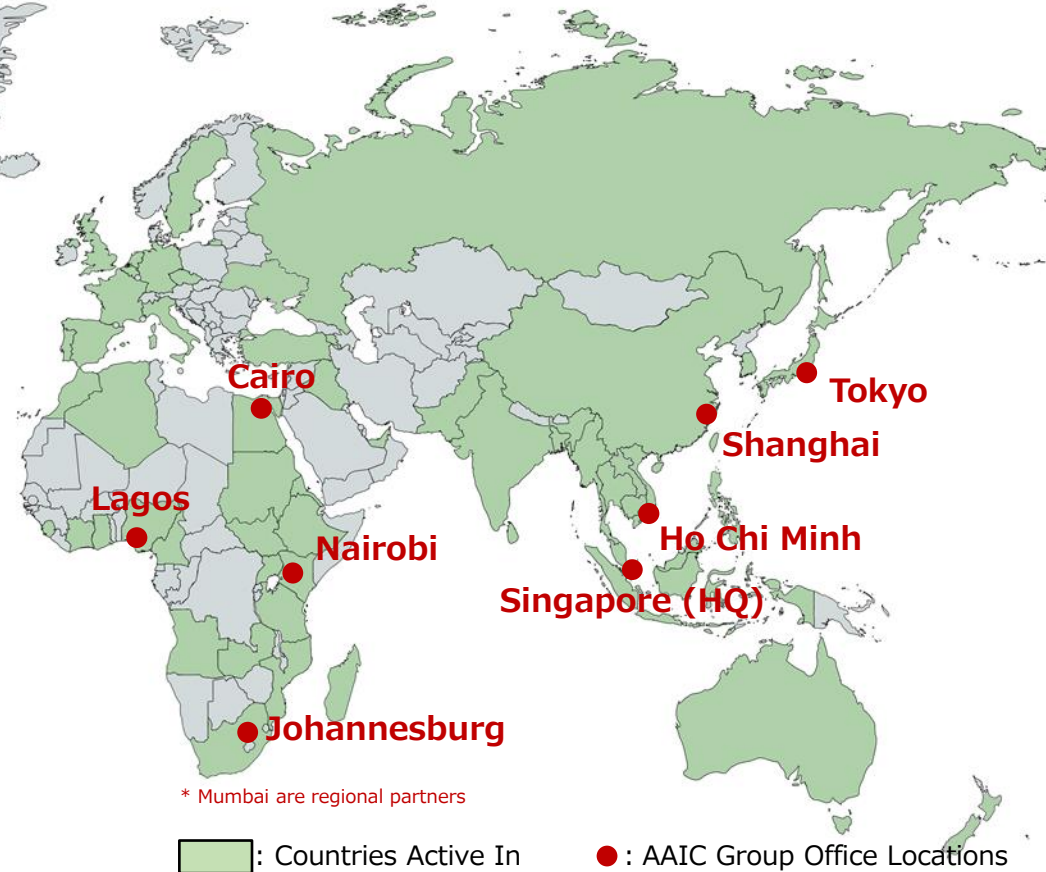 Cairo
Tokyo
Shanghai
Lagos
Ho Chi Minh
Nairobi
Singapore (HQ)
Johannesburg
* Mumbai are regional partners
: Countries Active In
: AAIC Group Office Locations